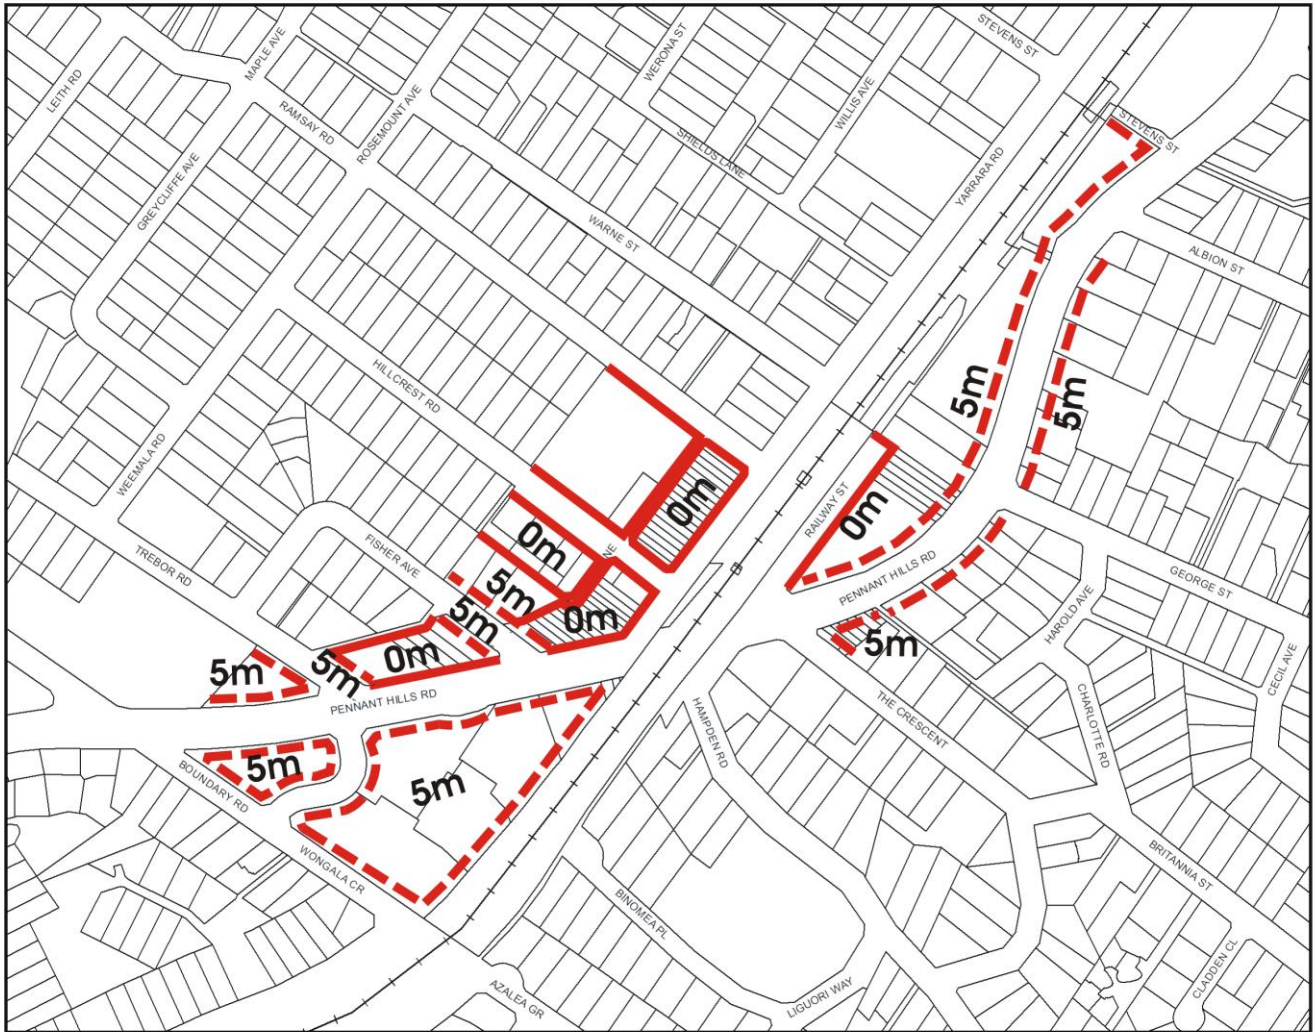 STEVENS ST
WERONA ST
MAPLE AVE
LEITH RD
WILLIS AVE
RAMSAY RD
ROSEMOUNT AVE
STEVENS ST
SHIELDS LANE
YARRARA RD
GREYCLIFFE AVE
WARNE ST
ALBION ST
HILLCREST RD
5m
5m
WEEMALA RD
0m
RAILWAY ST
0m
0m
NE
TREBOR RD
FISHER AVE
5m
PENNANT HILLS RD
GEORGE ST
5m
0m
HAROLD AVE
0m
5m
5m
5m
CECIL AVE
PENNANT HILLS RD
HAMPDEN RD
THE CRESCENT
CHARLOTTE RD
5m
BOUNDARY RD
5m
WONGALA CR
BRITANNIA ST
BINOMEA PL
CLADDEN CL
AZALEA GR
LIGUORI WAY